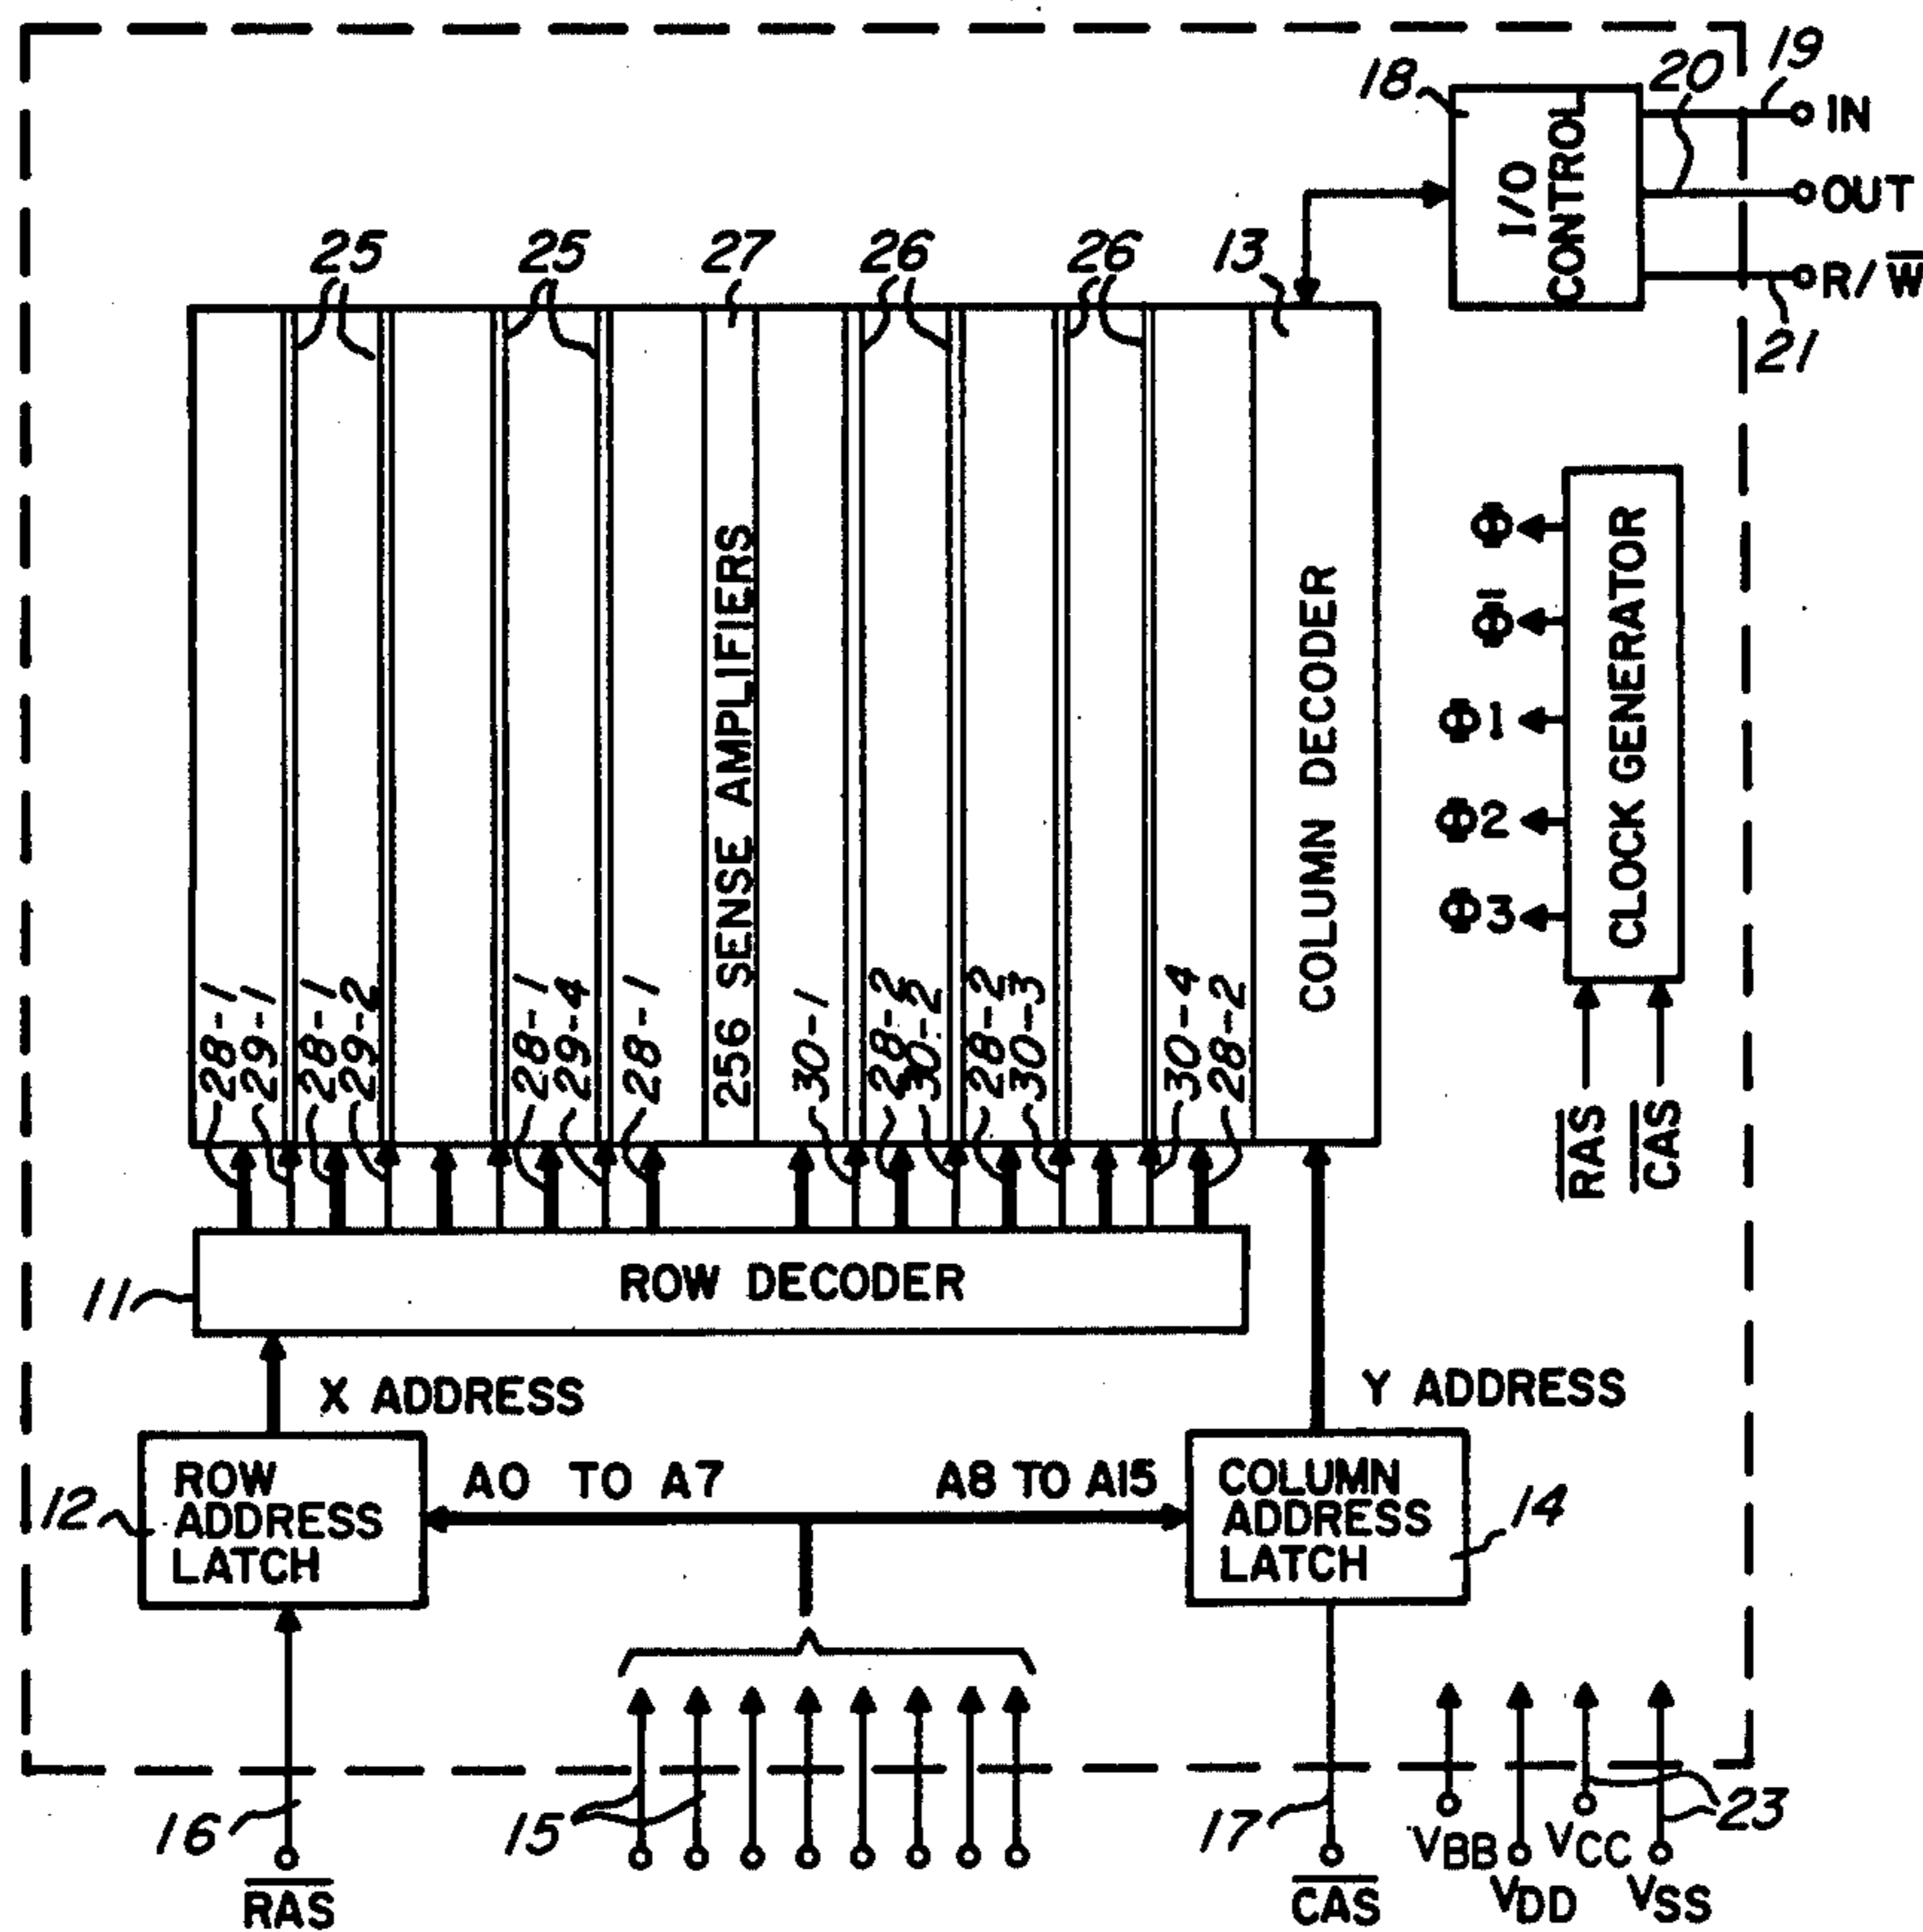 19
18
20
IN
I/O
CONTROL
OUT
R/W̅
21
25
25
27
26
26
13
256 SENSE AMPLIFIERS
COLUMN DECODER
CLOCK GENERATOR
Φ
Φ̅
Φ1
Φ2
Φ3
R̅A̅S̅
C̅A̅S̅
28-1
29-1
28-1
29-2
28-1
29-4
28-1
30-1
28-2
30-2
28-2
30-3
30-4
28-2
11
ROW DECODER
X ADDRESS
Y ADDRESS
12
ROW
ADDRESS
LATCH
A0 TO A7
A8 TO A15
COLUMN
ADDRESS
LATCH
14
16
15
17
23
R̅A̅S̅
C̅A̅S̅
VBB
VCC
VDD
VSS